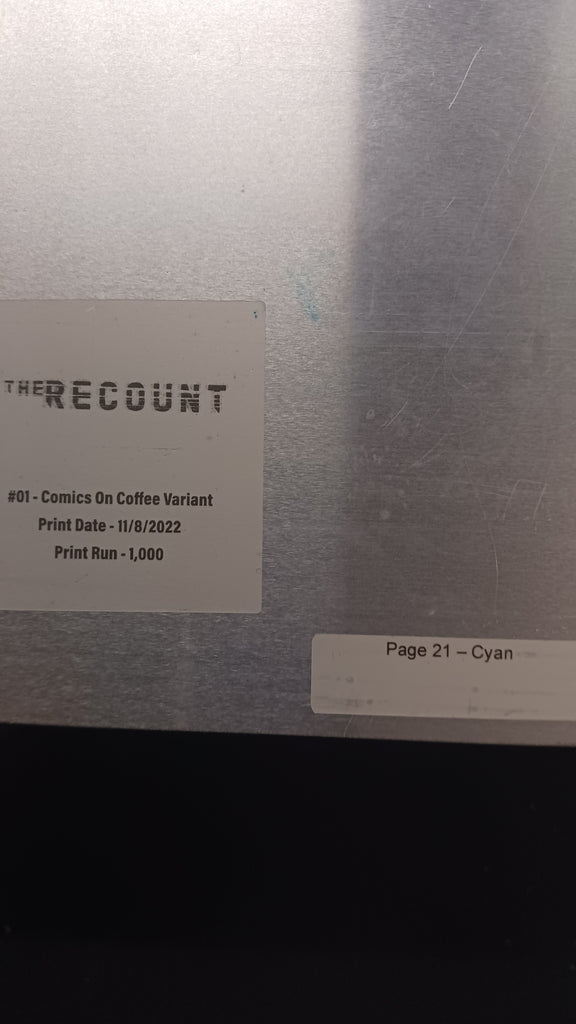 THE RECOUNT
#01 - Comics On Coffee Variant
Print Date - 11/8/2022
Print Run - 1,000
Page 21 – Cyan